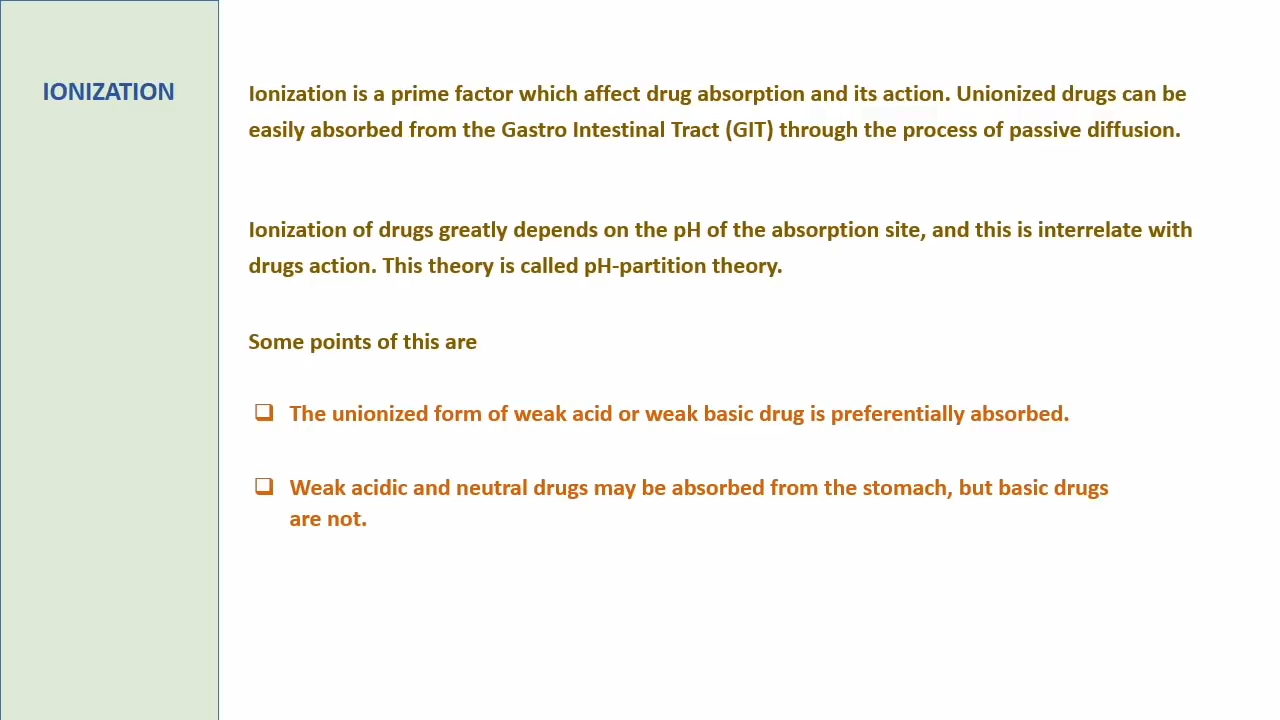 IONIZATION
Ionization is a prime factor which affect drug absorption and its action. Unionized drugs can be
easily absorbed from the Gastro Intestinal Tract (GIT) through the process of passive diffusion.
Ionization of drugs greatly depends on the pH of the absorption site, and this is interrelate with
drugs action. This theory is called pH-partition theory.
Some points of this are
❑ The unionized form of weak acid or weak basic drug is preferentially absorbed.
❑ Weak acidic and neutral drugs may be absorbed from the stomach, but basic drugs
are not.